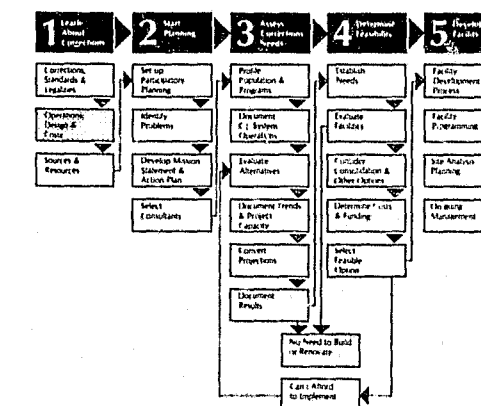 1 Learn
About
Corrections
2 Start
Planning
3 Assess
Corrections
Needs
4 Determine
Feasibility
5 Develop
Corrections,
Standards &
Legalities
Operations,
Design &
Costs
Sources &
Resources
Set up
Participatory
Planning
Identify
Problems
Develop Mission
Statement &
Action Plan
Select
Consultants
Profile
Population &
Programs
Document
C.J. System
Operations
Evaluate
Alternatives
Document Trends
& Project
Capacity
Convert
Projections
Document
Results
Establish
Needs
Evaluate
Facilities
Consider
Consolidation &
Other Options
Determine Costs
& Funding
Select
Feasible
Option
Facility
Development
Process
Facility
Programming
Site Analysis
Planning
Management
No Need to Build
or Renovate
Can't Afford
to Implement